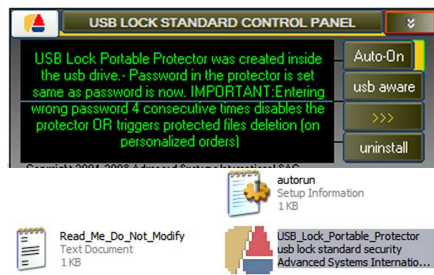 USB LOCK STANDARD CONTROL PANEL
USB Lock Portable Protector was created inside
the usb drive.- Password in the protector is set
same as password is now. IMPORTANT:Entering
wrong password 4 consecutive times disables the
protector OR triggers protected files deletion (on
personalized orders)
Auto-On
usb aware
>>>
uninstall
autorun
Setup Information
1 KB
Read_Me_Do_Not_Modify
Text Document
1 KB
USB_Lock_Portable_Protector
usb lock standard security
Advanced Systems Internatio...